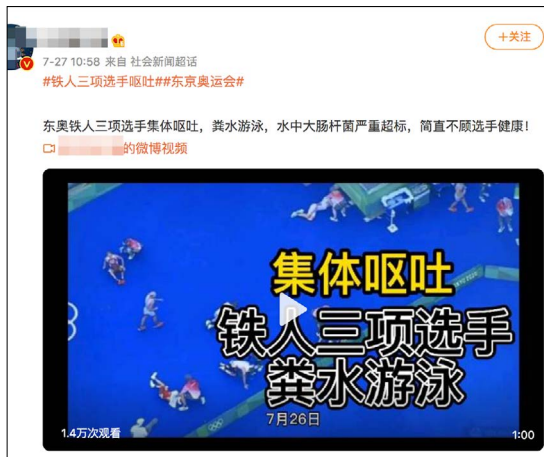 +关注
7-27 10:58 来自 社会新闻超话
#铁人三项选手呕吐##东京奥运会#
东奥铁人三项选手集体呕吐，粪水游泳，水中大肠杆菌严重超标，简直不顾选手健康！
的微博视频
集体呕吐
铁人三项选手
粪水游泳
7月26日
1.4万次观看
1:00